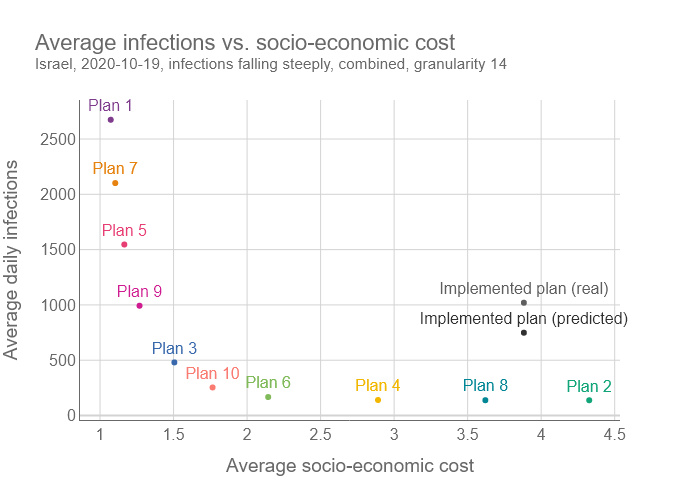 Average infections vs. socio-economic cost
Israel, 2020-10-19, infections falling steeply, combined, granularity 14
Plan 1
2500
Plan 7
2000
Plan 5
1500
Plan 9
Implemented plan (real)
1000
Implemented plan (predicted)
Plan 3
500
Plan 10
Plan 6
Plan 4
Plan 8
Plan 2
0
1
1.5
2
2.5
3
3.5
4
4.5
Average daily infections
Average socio-economic cost